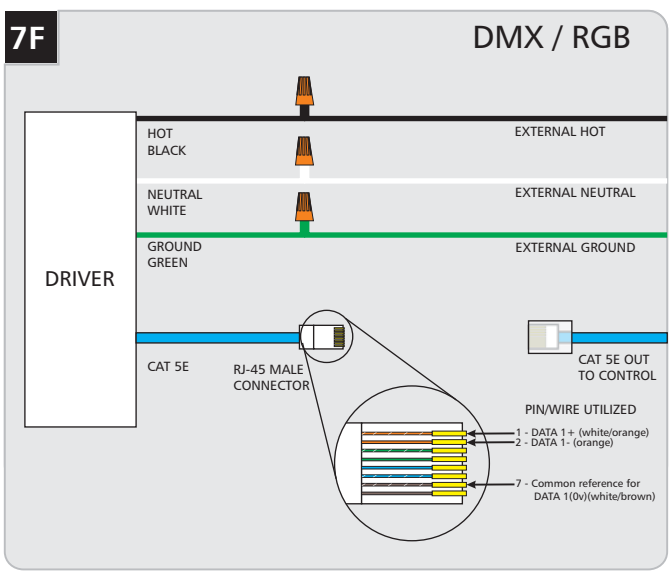 7F
DMX / RGB
HOT
BLACK
EXTERNAL HOT
NEUTRAL
WHITE
EXTERNAL NEUTRAL
GROUND
GREEN
EXTERNAL GROUND
DRIVER
CAT 5E
RJ-45 MALE
CONNECTOR
CAT 5E OUT
TO CONTROL
PIN/WIRE UTILIZED
1 - DATA 1+ (white/orange)
2 - DATA 1- (orange)
7 - Common reference for
DATA 1(0v)(white/brown)